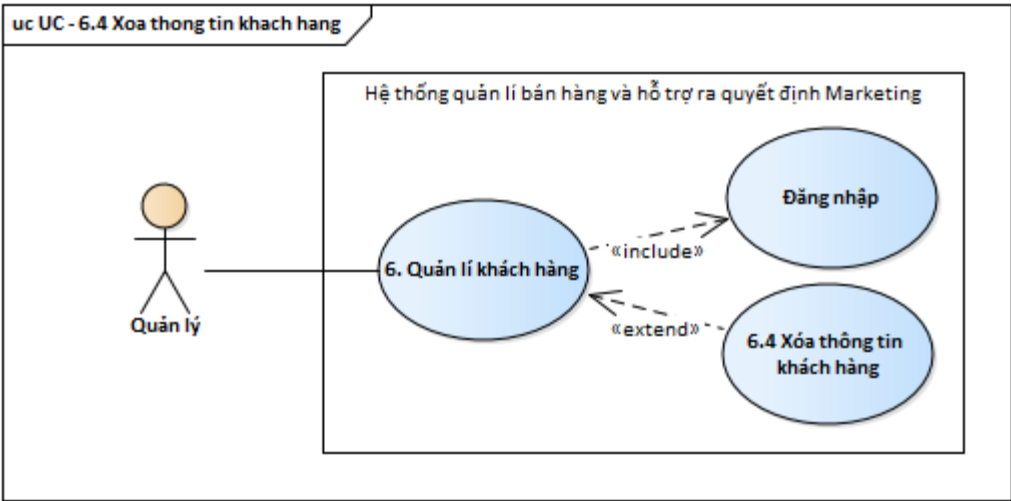 uc UC - 6.4 Xoa thong tin khach hang
Hệ thống quản lí bán hàng và hỗ trợ ra quyết định Marketing
Đăng nhập
«include»
6. Quản lí khách hàng
Quản lý
«extend»
6.4 Xóa thông tin
khách hàng